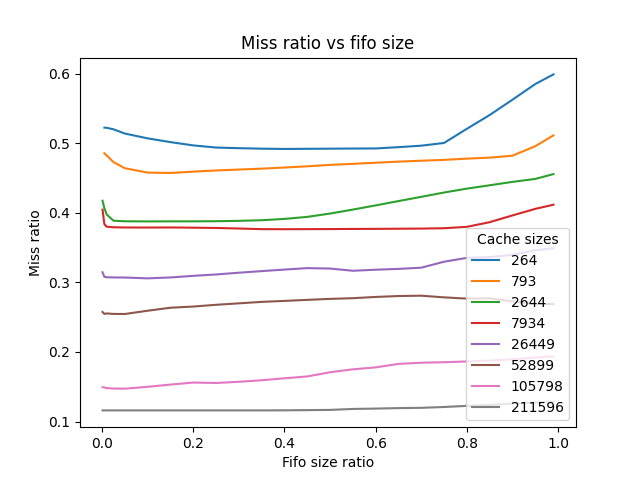 Miss ratio vs fifo size
0.6
0.5
0.4
0.3
0.2
0.1
Miss ratio
Cache sizes
264
793
2644
7934
26449
52899
105798
211596
0.0 0.2 0.4 0.6 0.8 1.0
Fifo size ratio